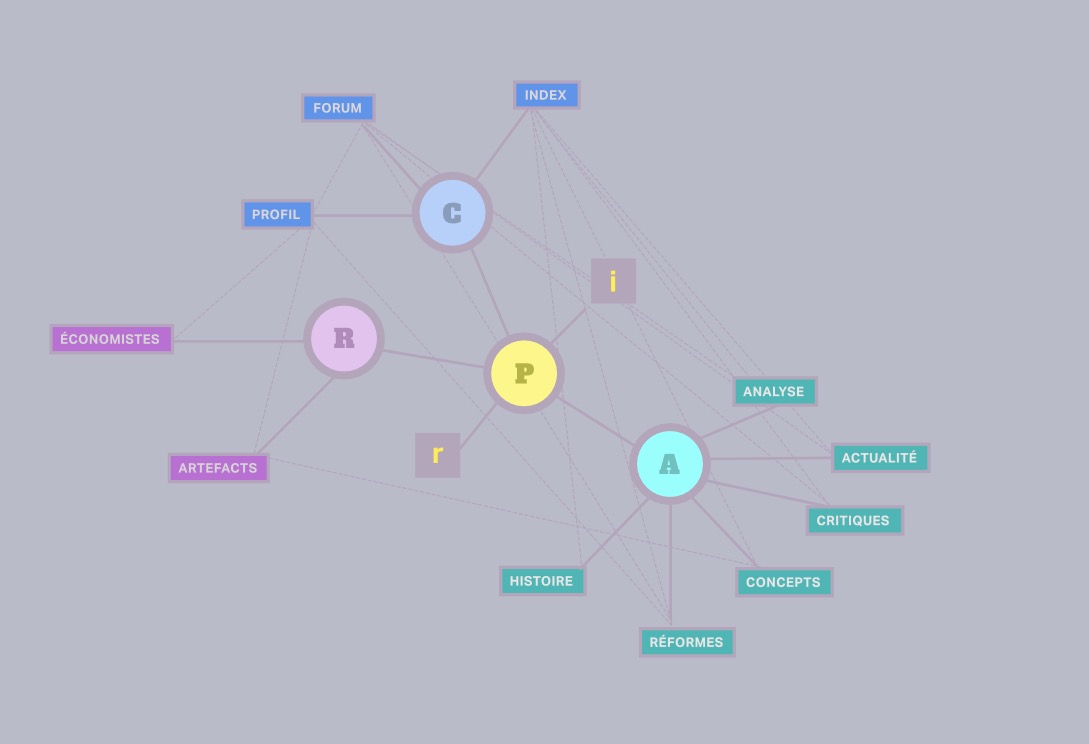 INDEX
FORUM
C
PROFIL
i
R
ÉCONOMISTES
P
ANALYSE
r
ACTUALITÉ
A
ARTEFACTS
CRITIQUES
HISTOIRE
CONCEPTS
RÉFORMES